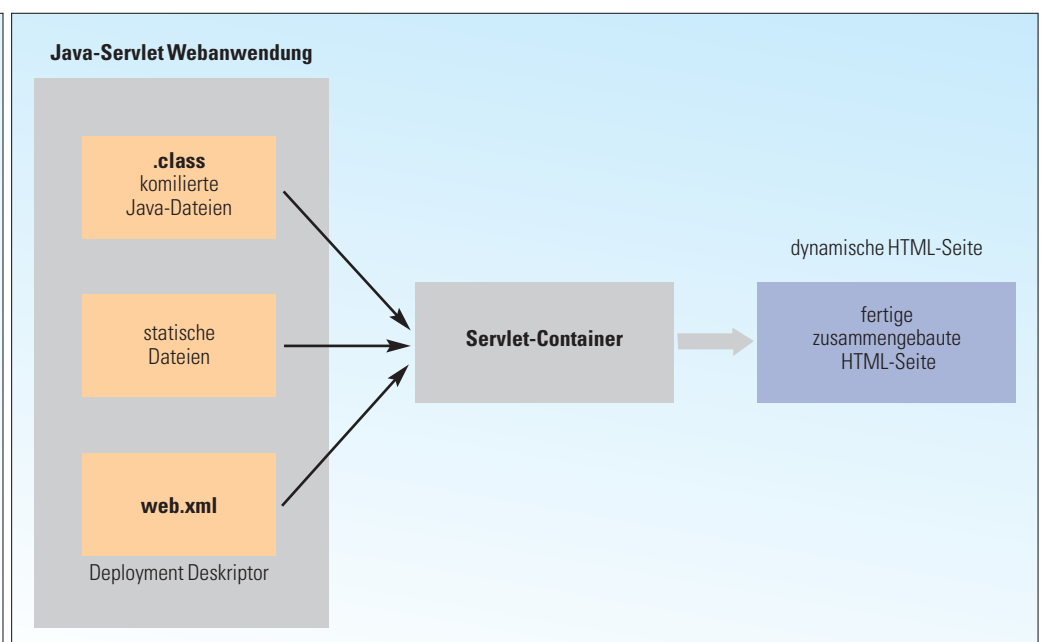 Java-Servlet Webanwendung
.class
komilierte
Java-Dateien
statische
Dateien
web.xml
Deployment Deskriptor
Servlet-Container
dynamische HTML-Seite
fertige
zusammengebaute
HTML-Seite